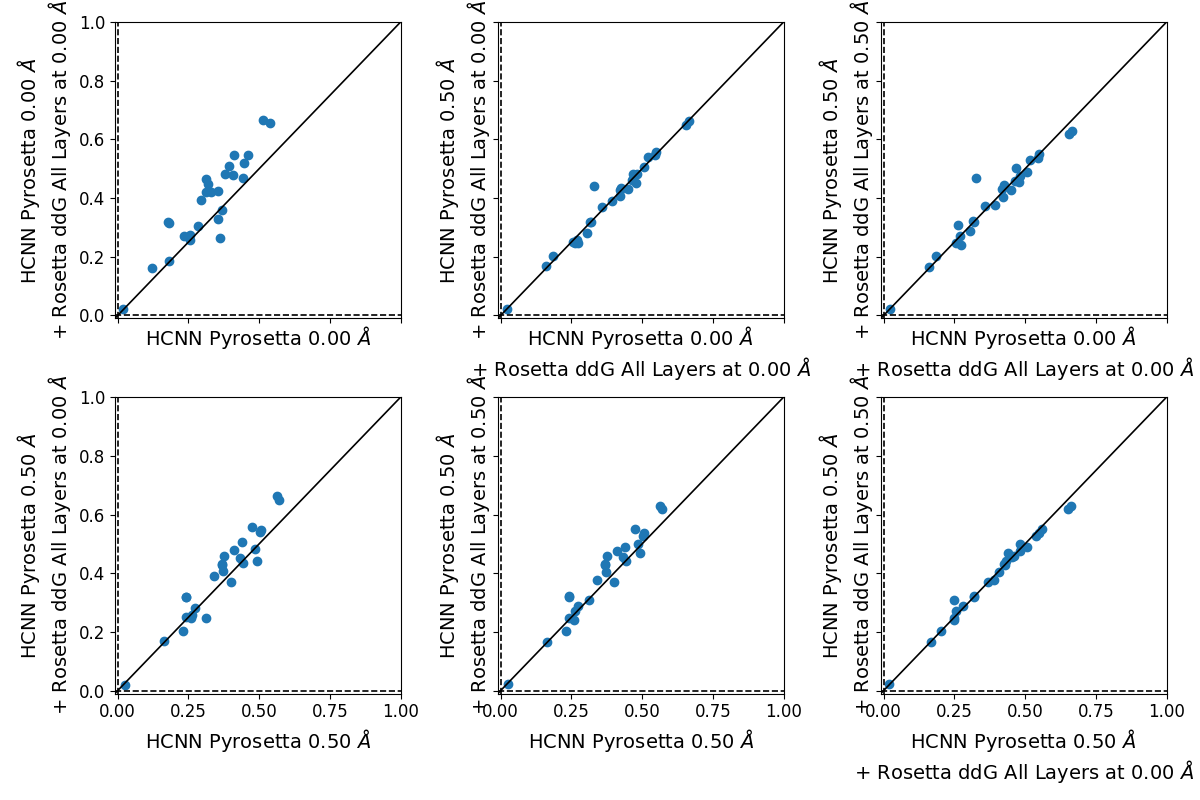 HCNN Pyrosetta 0.00 Å
+ Rosetta ddG All Layers at 0.00 Å
1.0
0.8
0.6
0.4
0.2
0.0
HCNN Pyrosetta 0.00 Å
HCNN Pyrosetta 0.50 Å
+ Rosetta ddG All Layers at 0.00 Å
HCNN Pyrosetta 0.00 Å
+ Rosetta ddG All Layers at 0.00 Å
HCNN Pyrosetta 0.50 Å
+ Rosetta ddG All Layers at 0.50 Å
HCNN Pyrosetta 0.00 Å
+ Rosetta ddG All Layers at 0.00 Å
HCNN Pyrosetta 0.50 Å
+ Rosetta ddG All Layers at 0.00 Å
1.0
0.8
0.6
0.4
0.2
0.0
0.00 0.25 0.50 0.75 1.00
HCNN Pyrosetta 0.50 Å
HCNN Pyrosetta 0.50 Å
+ Rosetta ddG All Layers at 0.50 Å
0.00 0.25 0.50 0.75 1.00
HCNN Pyrosetta 0.50 Å
HCNN Pyrosetta 0.50 Å
+ Rosetta ddG All Layers at 0.50 Å
0.00 0.25 0.50 0.75 1.00
HCNN Pyrosetta 0.50 Å
+ Rosetta ddG All Layers at 0.00 Å